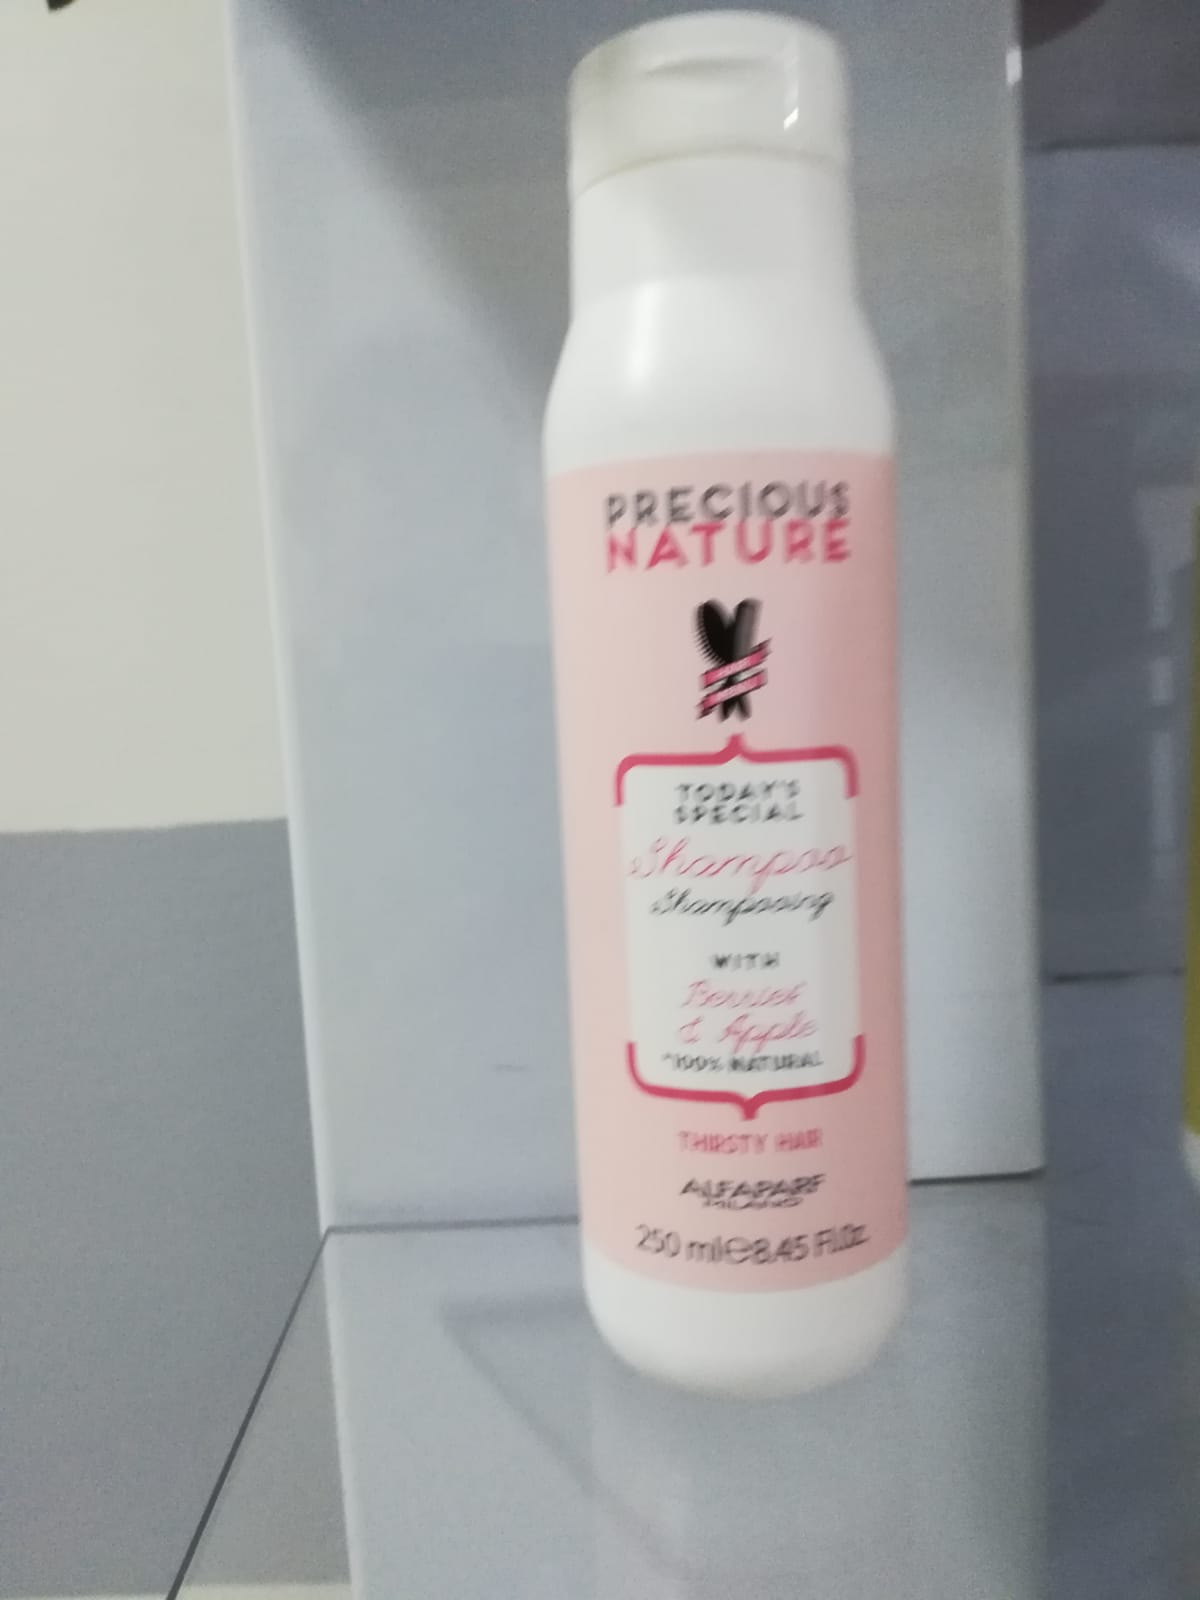 PRECIOUS
NATURE
TODAY'S
SPECIAL
Shampoo
Shampooing
WITH
Berries
& Apple
*100% NATURAL
THIRSTY HAIR
ALFAPARF
MILANO
250 ml e 8.45 Fl.Oz.